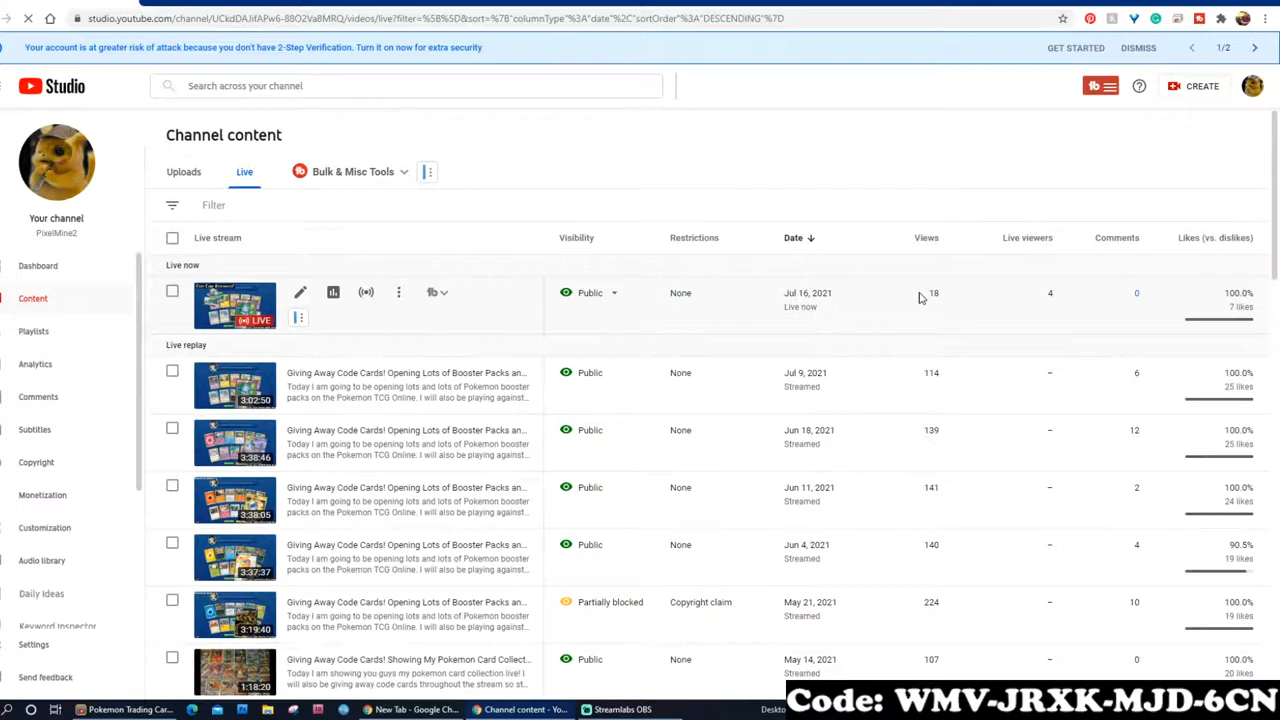 studio.youtube.com/channel/UCkdDAJifAPw6-88O2Va8MRQ/videos/live?filter=%5B%5D&sort=%7B"columnType"%3A"date"%2C"sortOrder"%3A"DESCENDING"%7D
Your account is at greater risk of attack because you don't have 2-Step Verification. Turn it on now for extra security
GET STARTED DISMISS 1/2
Studio
Search across your channel
CREATE
Channel content
Uploads Live Bulk & Misc Tools
Filter
Your channel
PixelMine2
Dashboard
Content
Playlists
Analytics
Comments
Subtitles
Copyright
Monetization
Customization
Audio library
Daily Ideas
Keyword Inspector
Settings
Send feedback
Live stream Visibility Restrictions Date Views Live viewers Comments Likes (vs. dislikes)
Live now
LIVE Public None Jul 16, 2021 18 4 0 100.0%
Live now 7 likes
Live replay
Giving Away Code Cards! Opening Lots of Booster Packs an... Public None Jul 9, 2021 114 – 6 100.0%
Today I am going to be opening lots and lots of Pokemon booster Streamed 25 likes
packs on the Pokemon TCG Online. I will also be playing against...
3:02:50
Giving Away Code Cards! Opening Lots of Booster Packs an... Public None Jun 18, 2021 139 – 12 100.0%
Today I am going to be opening lots and lots of Pokemon booster Streamed 25 likes
packs on the Pokemon TCG Online. I will also be playing against...
3:38:46
Giving Away Code Cards! Opening Lots of Booster Packs an... Public None Jun 11, 2021 141 – 2 100.0%
Today I am going to be opening lots and lots of Pokemon booster Streamed 24 likes
packs on the Pokemon TCG Online. I will also be playing against...
3:38:05
Giving Away Code Cards! Opening Lots of Booster Packs an... Public None Jun 4, 2021 140 – 4 90.5%
Today I am going to be opening lots and lots of Pokemon booster Streamed 19 likes
packs on the Pokemon TCG Online. I will also be playing against...
3:37:37
Giving Away Code Cards! Opening Lots of Booster Packs an... Partially blocked Copyright claim May 21, 2021 224 – 10 100.0%
Today I am going to be opening lots and lots of Pokemon booster Streamed 19 likes
packs on the Pokemon TCG Online. I will also be playing against...
3:19:40
Giving Away Code Cards! Showing My Pokemon Card Collect... Public None May 14, 2021 107 – 0 100.0%
Today I am showing you guys my pokemon card collection live! I Streamed 20 likes
will also be giving away code cards throughout the stream so st...
1:18:20
Code: WMV-JRXK-MJD-6CN
Pokemon Trading Car... New Tab - Google Ch... Channel content - Yo... Streamlabs OBS Deskto